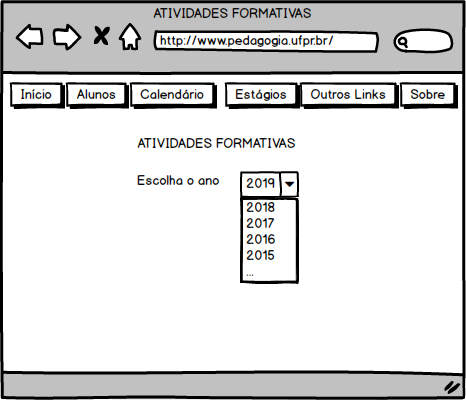 ATIVIDADES FORMATIVAS
http://www.pedagogia.ufpr.br/
Início Alunos Calendário Estágios Outros Links Sobre
ATIVIDADES FORMATIVAS
Escolha o ano 2019
2018
2017
2016
2015
...